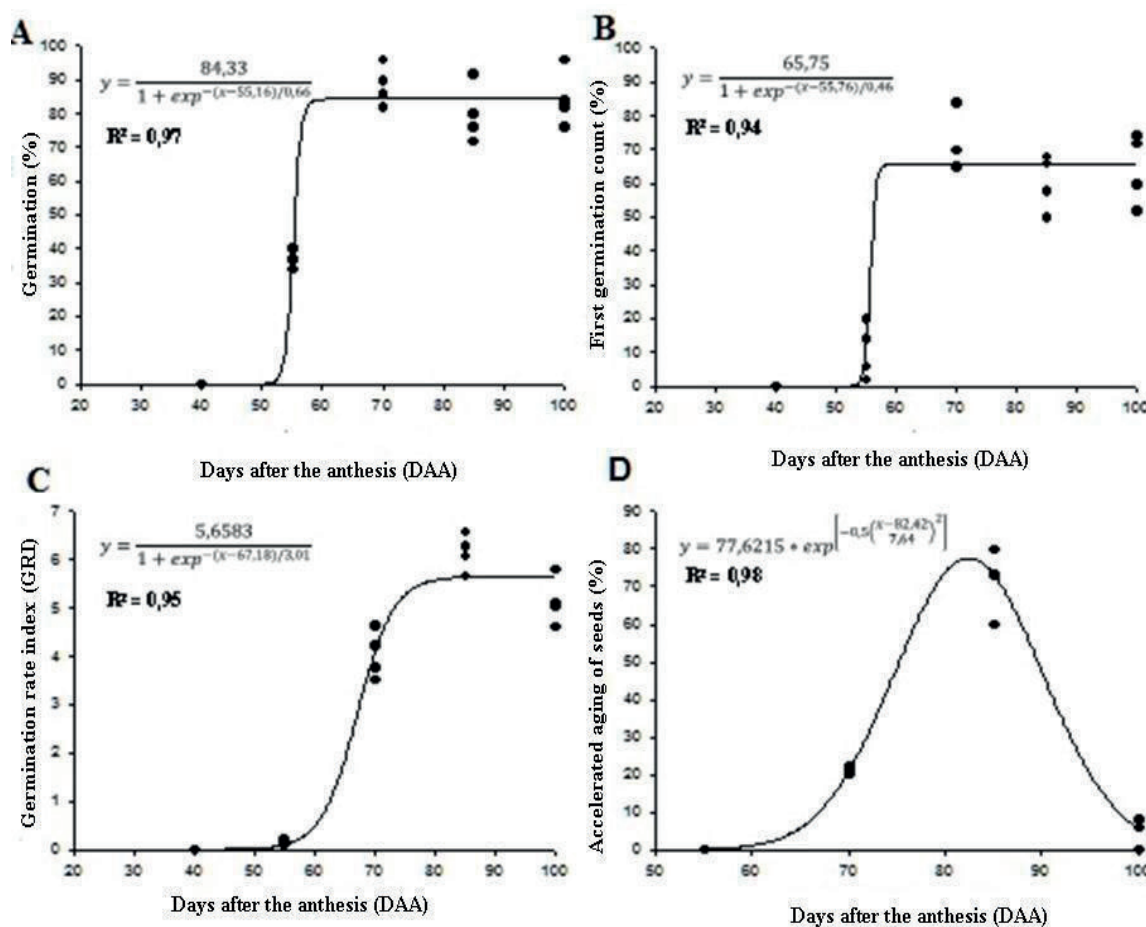 A
Germination (%)
100
90
80
70
60
50
40
30
20
10
0
y = 84,33 / 1 + exp^-(x-55,16)/0,66
R² = 0,97
20 30 40 50 60 70 80 90 100
Days after the anthesis (DAA)
B
First germination count (%)
100
90
80
70
60
50
40
30
20
10
0
y = 65,75 / 1 + exp^-(x-55,76)/0,46
R² = 0,94
20 30 40 50 60 70 80 90 100
Days after the anthesis (DAA)
C
Germination rate index (GRI)
7
6
5
4
3
2
1
0
y = 5,6583 / 1 + exp^-(x-67,18)/3,01
R² = 0,95
20 30 40 50 60 70 80 90 100
Days after the anthesis (DAA)
D
Accelerated aging of seeds (%)
90
80
70
60
50
40
30
20
10
0
y = 77,6215 * exp^[-0,5((x-82,42)/7,64)^2]
R² = 0,98
50 60 70 80 90 100
Days after the anthesis (DAA)